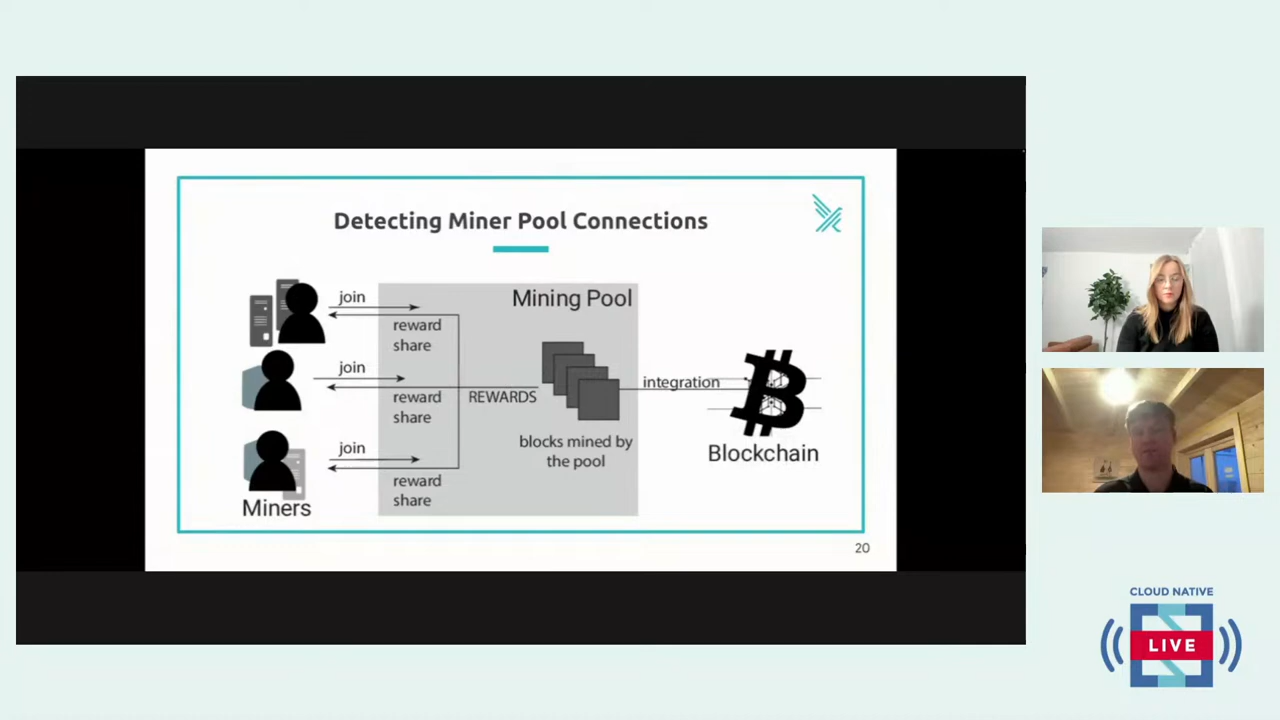 Detecting Miner Pool Connections
join
reward
share
join
reward
share
join
reward
share
Miners
Mining Pool
REWARDS
blocks mined by
the pool
integration
Blockchain
20
CLOUD NATIVE
LIVE